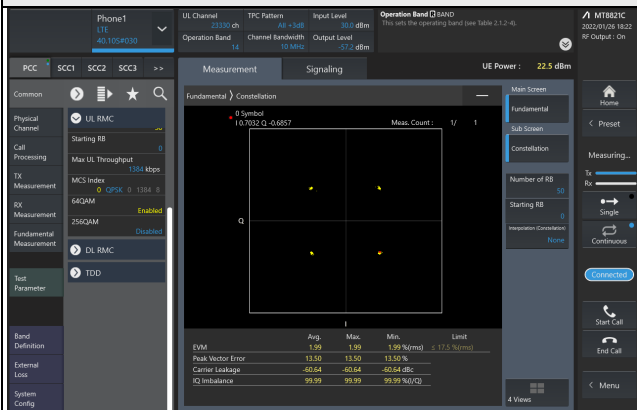 Phone1
LTE
40.10S#030
UL Channel
23330 ch
TPC Pattern
All +3dB
Input Level
30.0 dBm
Operation Band
14
Channel Bandwidth
10 MHz
Output Level
-57.2 dBm
Operation Band BAND
This sets the operating band (see Table 2.1.2-4).
MT8821C
2022/01/26 18:22
RF Output : On
PCC SCC1 SCC2 SCC3 >>
Measurement
Signaling
UE Power : 22.5 dBm
Common
Physical
Channel
Call
Processing
TX
Measurement
RX
Measurement
Fundamental
Measurement
Test
Parameter
Band
Definition
External
Loss
System
Config
UL RMC
50
Starting RB
0
Max UL Throughput
1384 kbps
MCS Index
0 QPSK 0 1384 8
64QAM
Enabled
256QAM
Disabled
DL RMC
TDD
Fundamental Constellation
0 Symbol
I 0.7032 Q -0.6857
Meas. Count : 1/ 1
Q
I
Avg. Max. Min. Limit
EVM 1.99 1.99 1.99 %(rms) ≤ 17.5 %(rms)
Peak Vector Error 13.50 13.50 13.50 %
Carrier Leakage -60.64 -60.64 -60.64 dBc
IQ Imbalance 99.99 99.99 99.99 %(I/Q)
Main Screen
Fundamental
Sub Screen
Constellation
Number of RB
50
Starting RB
0
Interpolation (Constellation)
None
4 Views
Home
< Preset
Measuring...
Tx
Rx
Single
Continuous
Connected
Start Call
End Call
< Menu